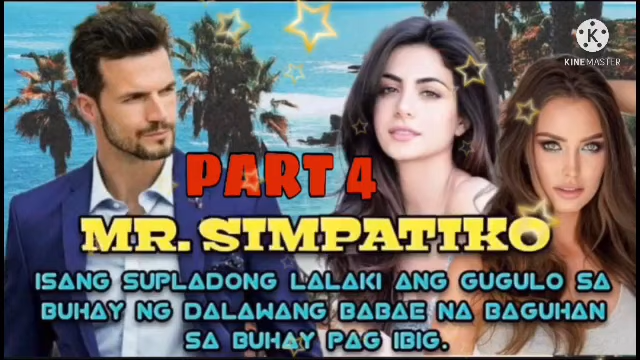 KINEMASTER
PART 4
MR. SIMPATIKO
ISANG SUPLADONG LALAKI ANG GUGULO SA
BUHAY NG DALAWANG BABAE NA BAGUHAN
SA BUHAY PAG IBIG.